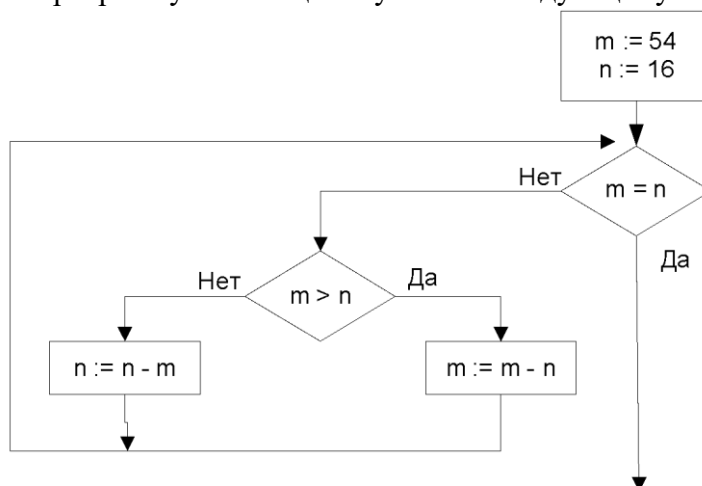 m := 54
n := 16
Нет
m = n
Да
Нет
m > n
Да
n := n - m
m := m - n